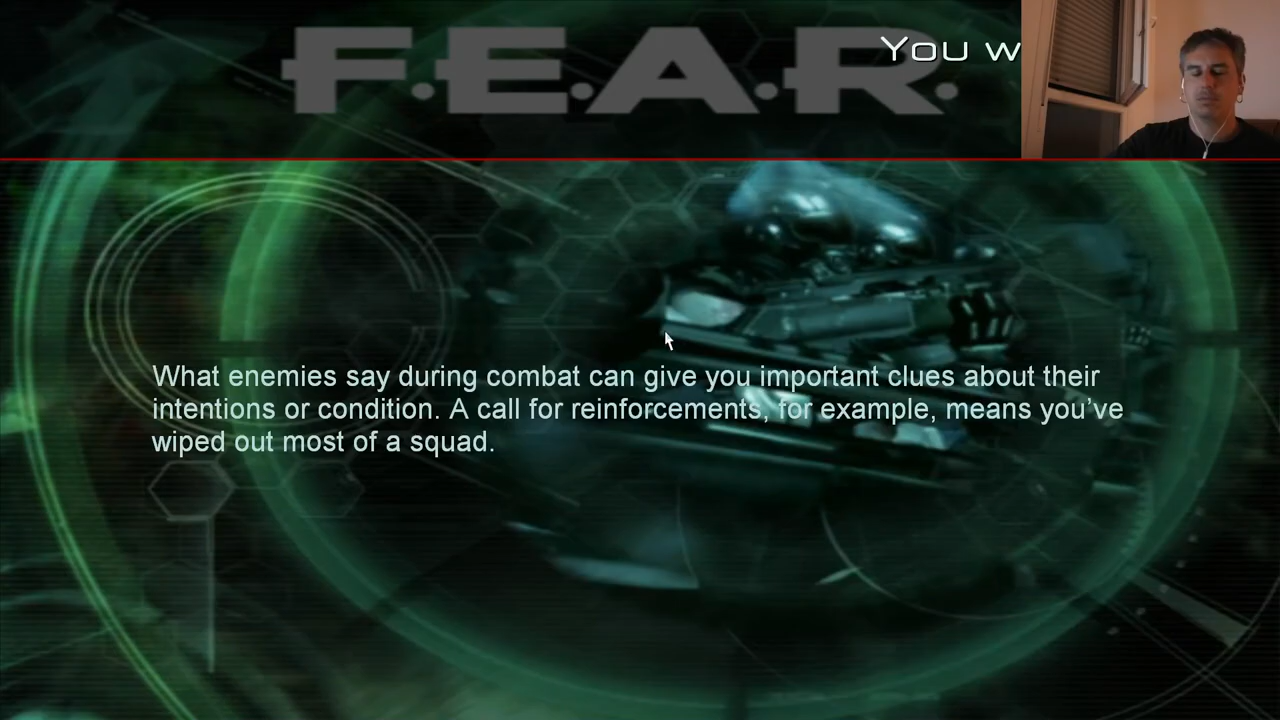 F.E.A.R.
YOU W
What enemies say during combat can give you important clues about their
intentions or condition. A call for reinforcements, for example, means you've
wiped out most of a squad.